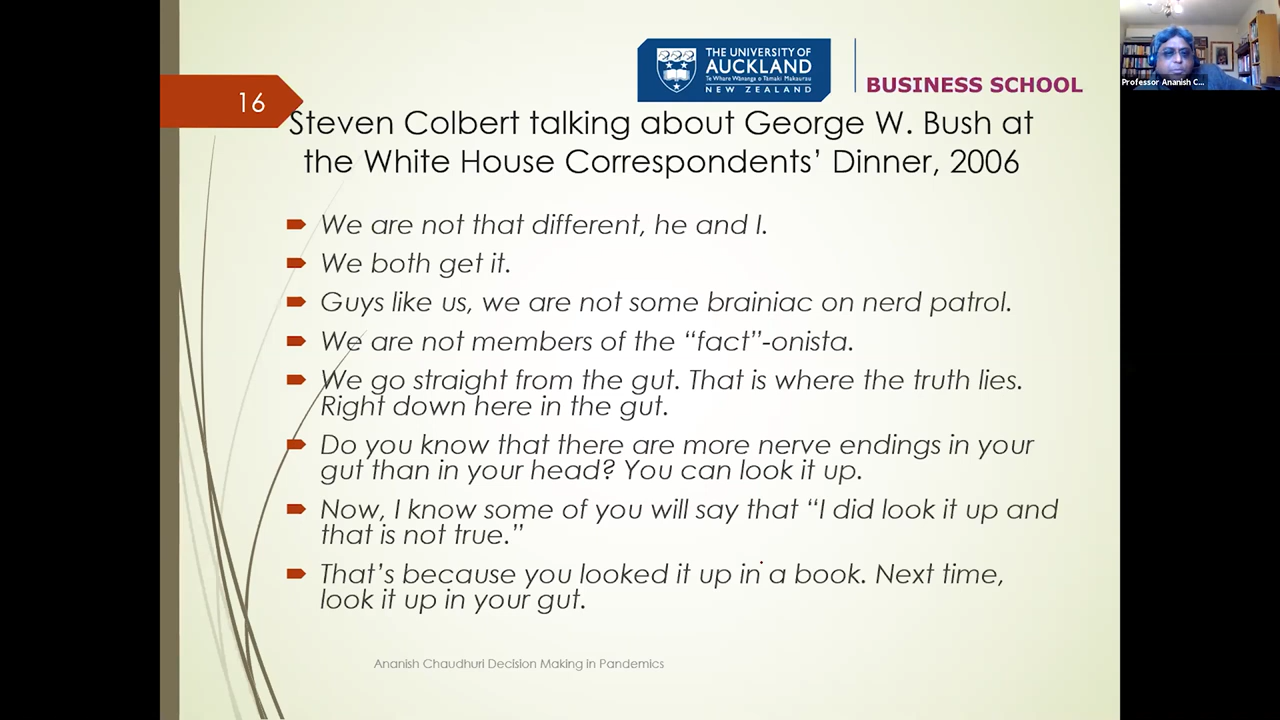 THE UNIVERSITY OF
AUCKLAND
Te Whare Wānanga o Tāmaki Makaurau
NEW ZEALAND
BUSINESS SCHOOL
Professor Ananish C...
16
Steven Colbert talking about George W. Bush at
the White House Correspondents’ Dinner, 2006
We are not that different, he and I.
We both get it.
Guys like us, we are not some brainiac on nerd patrol.
We are not members of the “fact”-onista.
We go straight from the gut. That is where the truth lies.
Right down here in the gut.
Do you know that there are more nerve endings in your
gut than in your head? You can look it up.
Now, I know some of you will say that “I did look it up and
that is not true.”
That’s because you looked it up in a book. Next time,
look it up in your gut.
Ananish Chaudhuri Decision Making in Pandemics